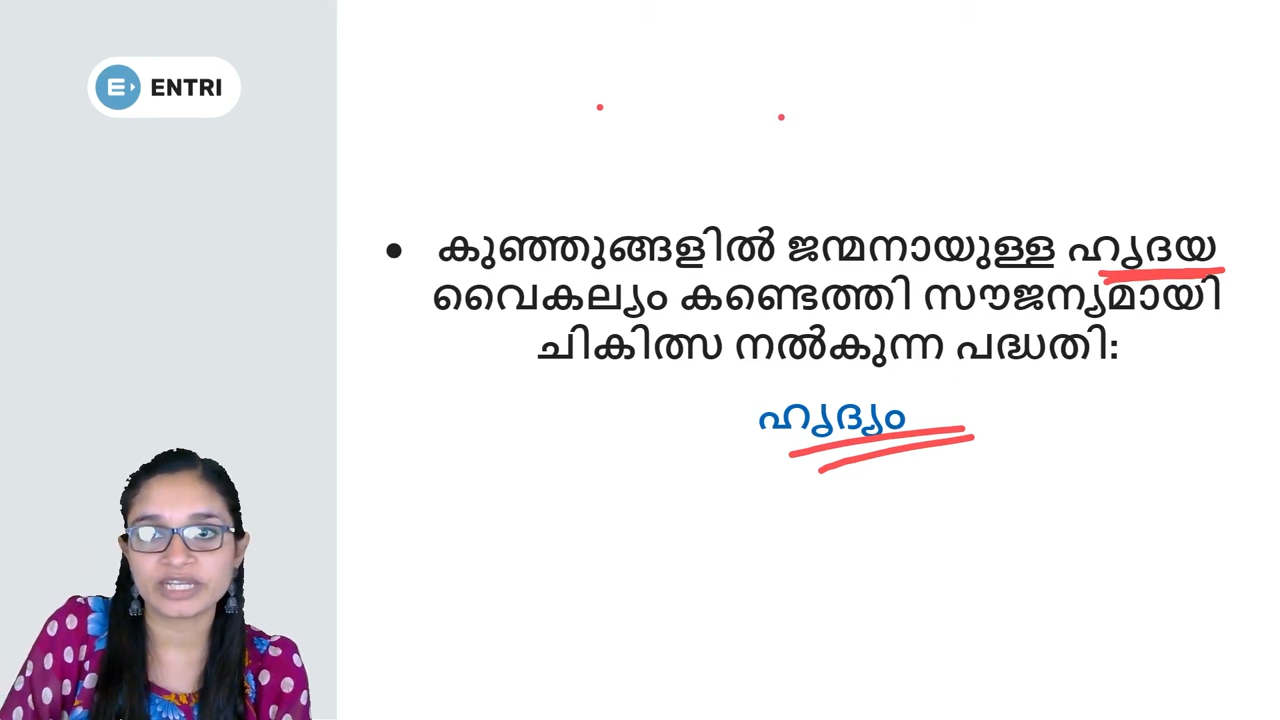 ENTRI
• കുഞ്ഞുങ്ങളിൽ ജന്മനായുള്ള ഹൃദയ
വൈകല്യം കണ്ടെത്തി സൗജന്യമായി
ചികിത്സ നൽകുന്ന പദ്ധതി:
ഹൃദ്യം